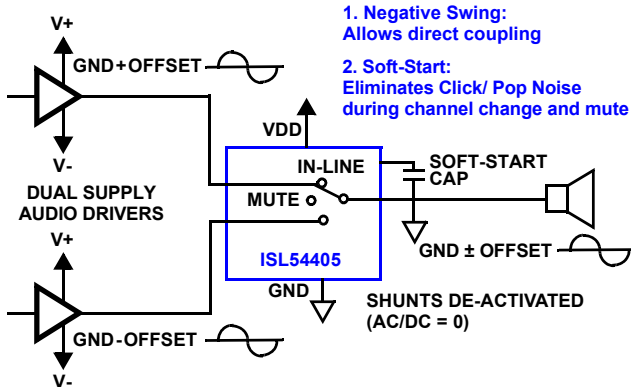 V+
1. Negative Swing:
Allows direct coupling
GND+OFFSET
2. Soft-Start:
Eliminates Click/ Pop Noise
during channel change and mute
V-
VDD
DUAL SUPPLY
AUDIO DRIVERS
IN-LINE
MUTE
SOFT-START
CAP
V+
ISL54405
GND ± OFFSET
GND
SHUNTS DE-ACTIVATED
(AC/DC = 0)
GND-OFFSET
V-